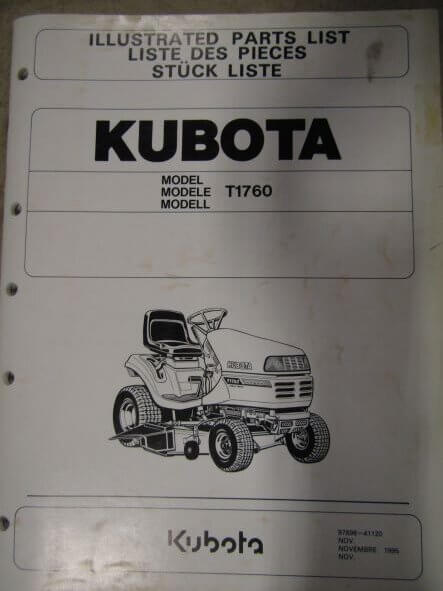 ILLUSTRATED PARTS LIST
LISTE DES PIECES
STÜCK LISTE
KUBOTA
MODEL
MODELE T1760
MODELL
KUBOTA
Kubota
97898-41120
NOV.
NOVEMBRE 1995
NOV.